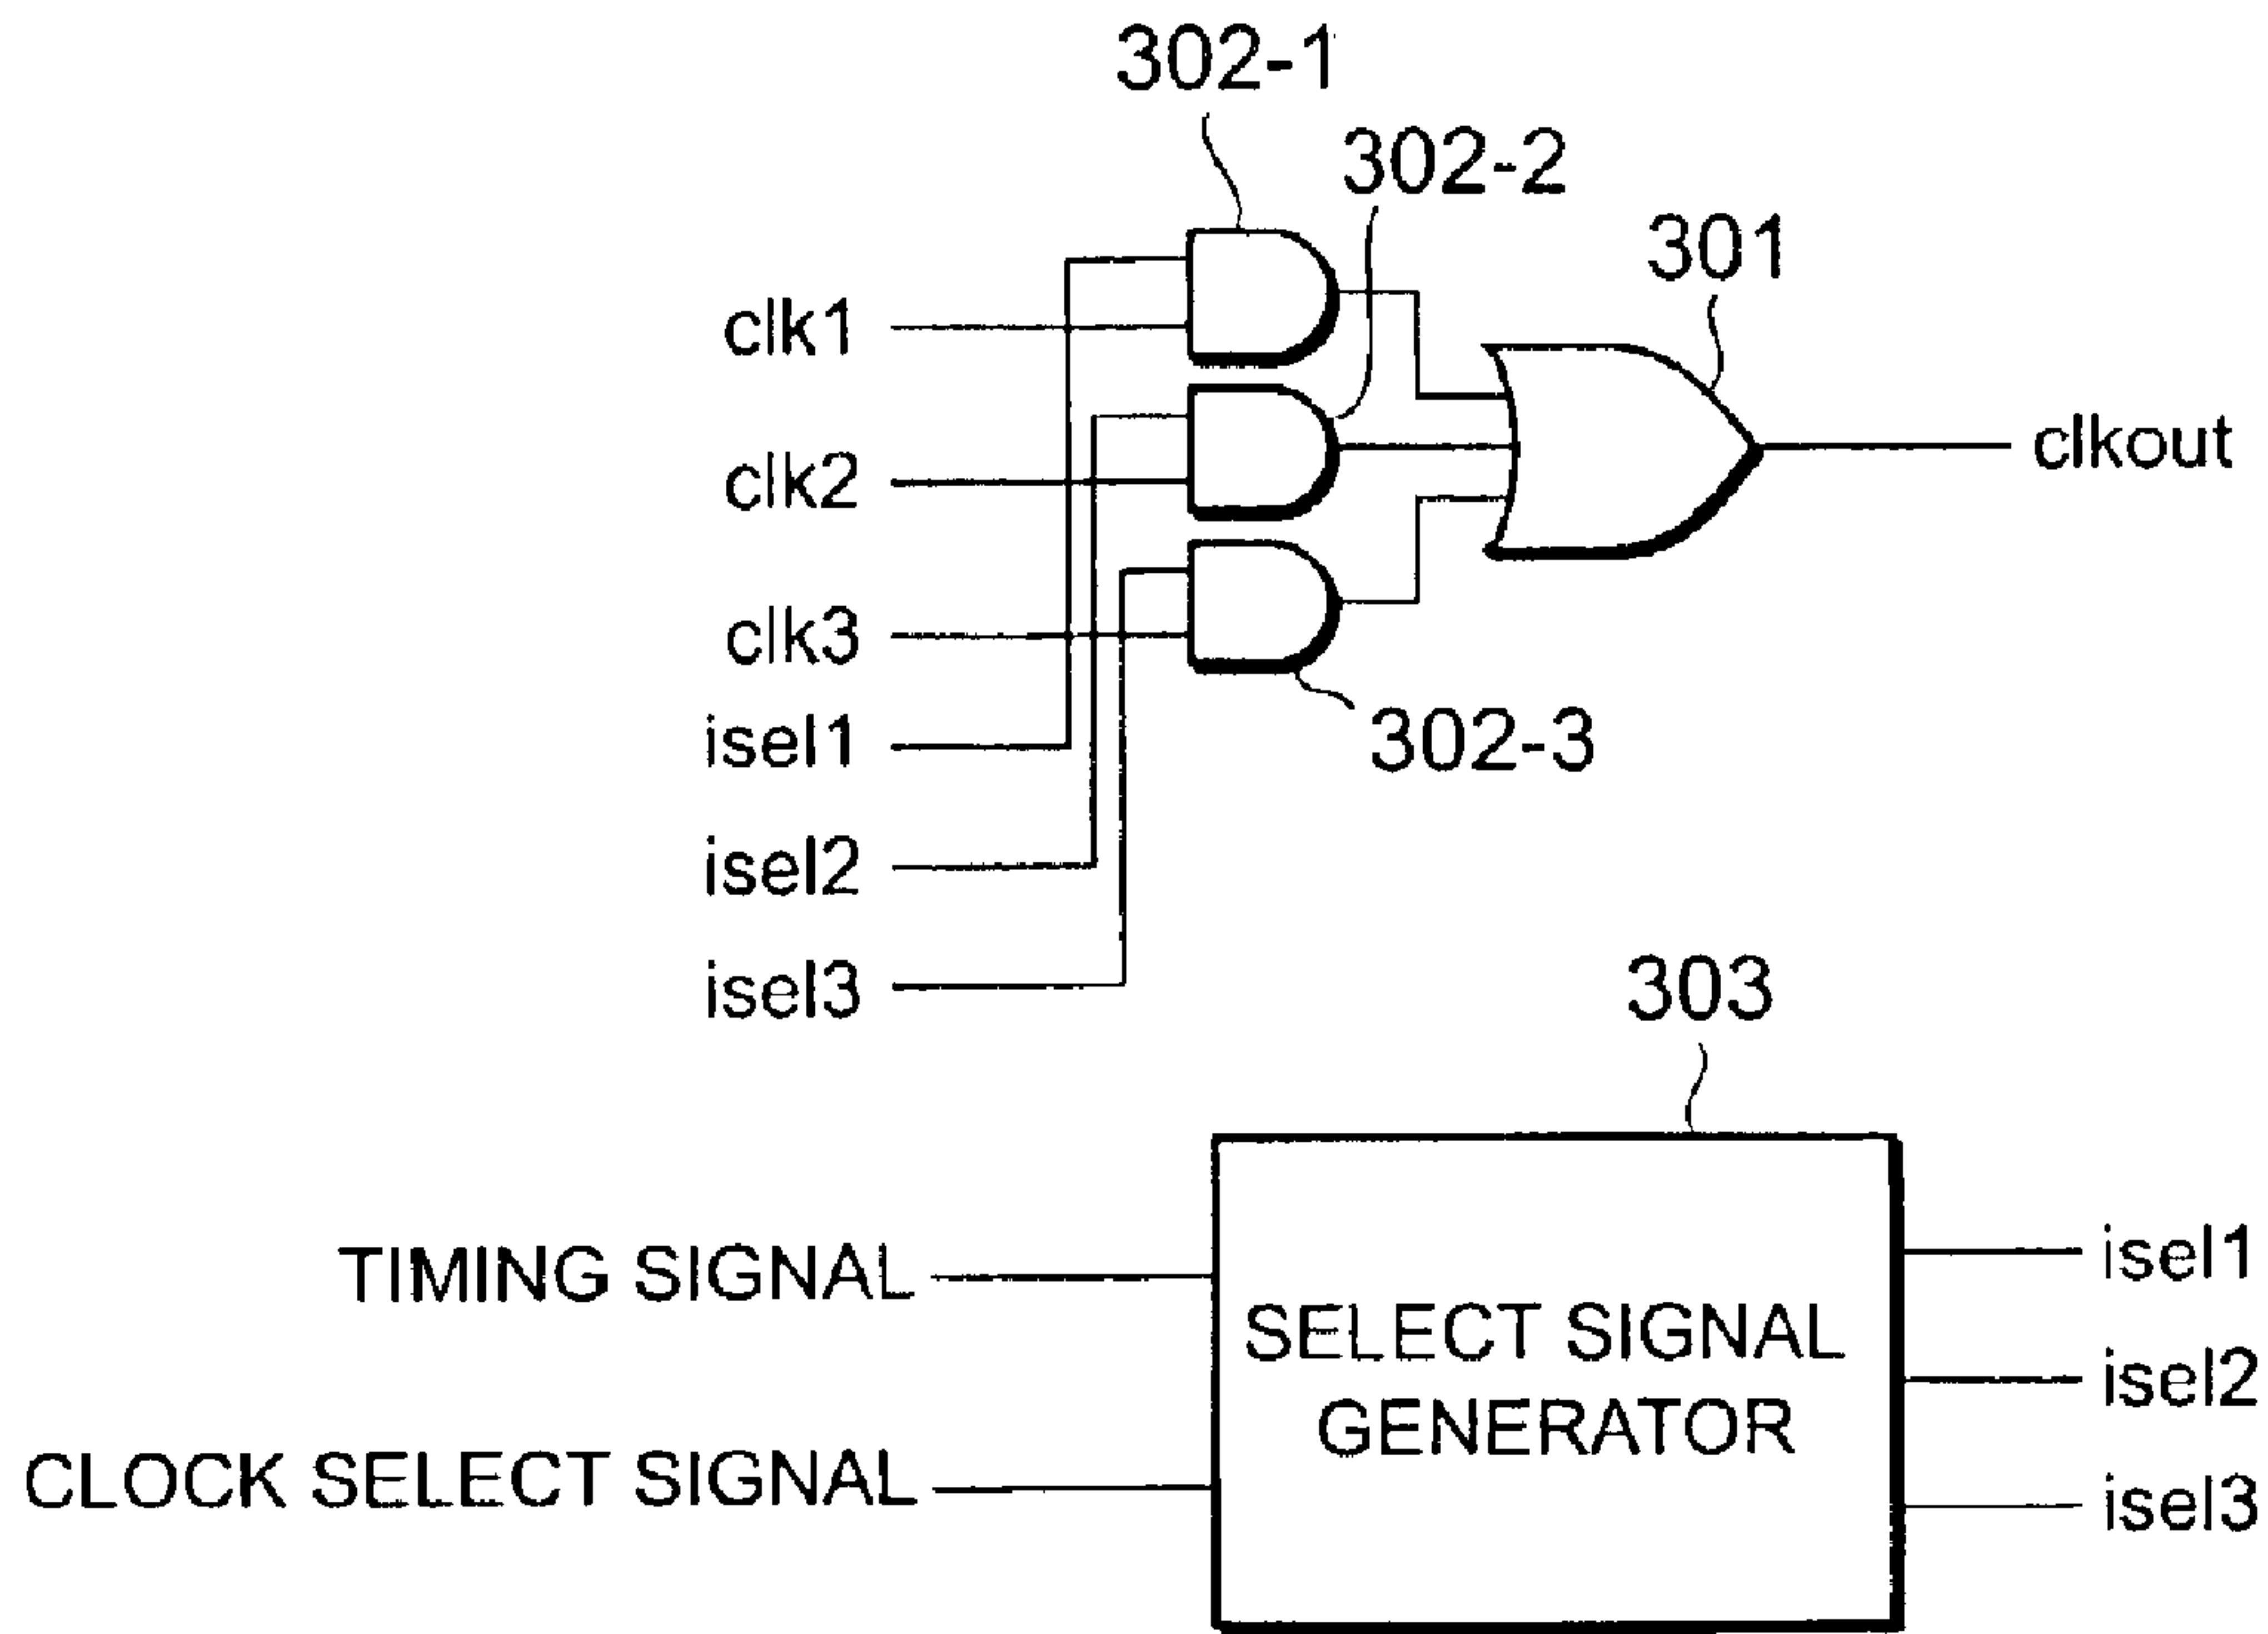 302-1
302-2
301
clk1
clkout
clk2
clk3
302-3
isel1
isel2
isel3
303
TIMING SIGNAL
CLOCK SELECT SIGNAL
SELECT SIGNAL
GENERATOR
isel1
isel2
isel3